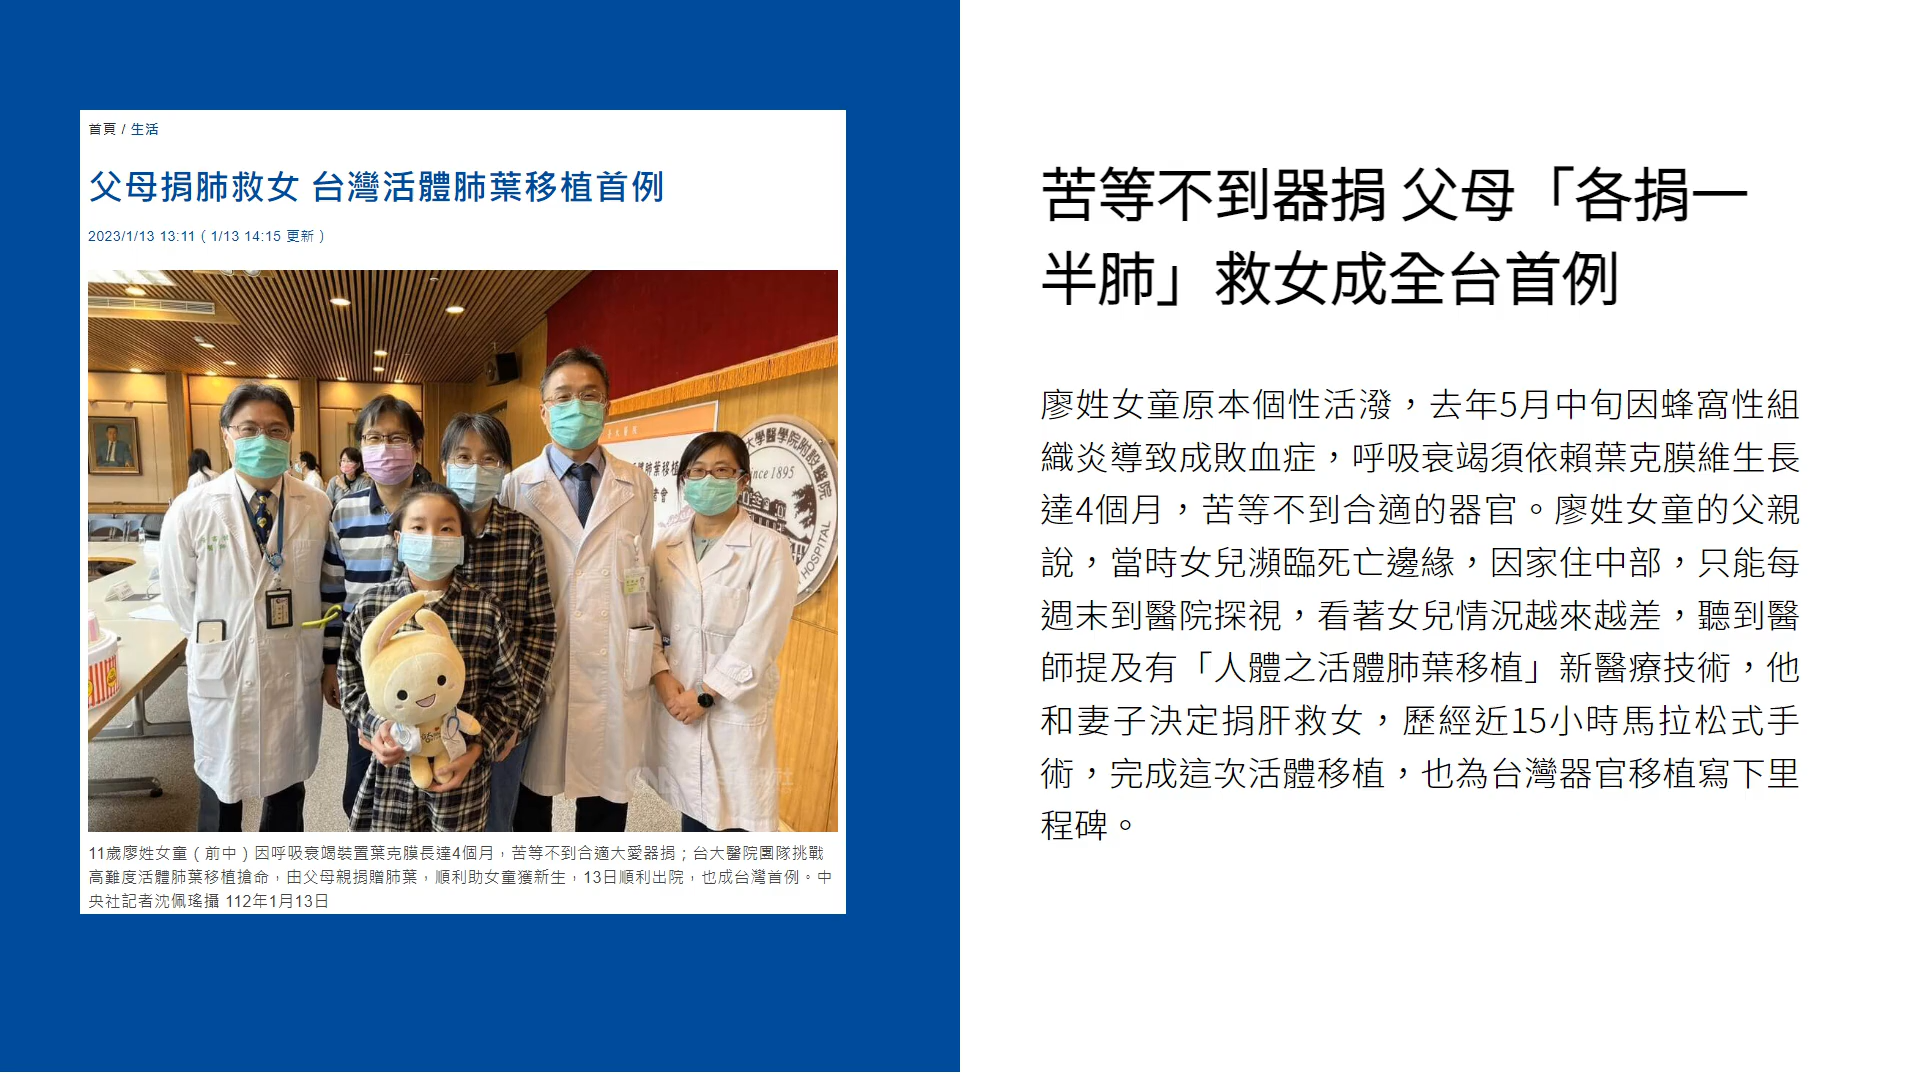 首頁 / 生活
父母捐肺救女 台灣活體肺葉移植首例
2023/1/13 13:11（1/13 14:15 更新）
大學醫學院附設醫院
since 1895
HOSPITAL
11歲廖姓女童（前中）因呼吸衰竭裝置葉克膜長達4個月，苦等不到合適大愛器捐；台大醫院團隊挑戰
高難度活體肺葉移植搶命，由父母親捐贈肺葉，順利助女童獲新生，13日順利出院，也成台灣首例。中
央社記者沈佩瑤攝 112年1月13日
苦等不到器捐 父母「各捐一
半肺」救女成全台首例
廖姓女童原本個性活潑，去年5月中旬因蜂窩性組
織炎導致成敗血症，呼吸衰竭須依賴葉克膜維生長
達4個月，苦等不到合適的器官。廖姓女童的父親
說，當時女兒瀕臨死亡邊緣，因家住中部，只能每
週末到醫院探視，看著女兒情況越來越差，聽到醫
師提及有「人體之活體肺葉移植」新醫療技術，他
和妻子決定捐肝救女，歷經近15小時馬拉松式手
術，完成這次活體移植，也為台灣器官移植寫下里
程碑。